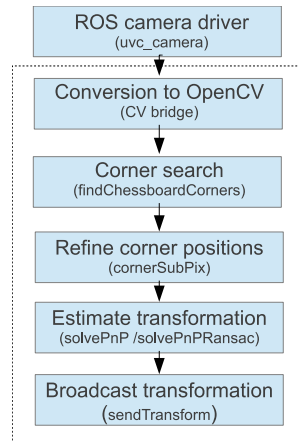 ROS camera driver
(uvc_camera)
Conversion to OpenCV
(CV bridge)
Corner search
(findChessboardCorners)
Refine corner positions
(cornerSubPix)
Estimate transformation
(solvePnP /solvePnPRansac)
Broadcast transformation
(sendTransform)